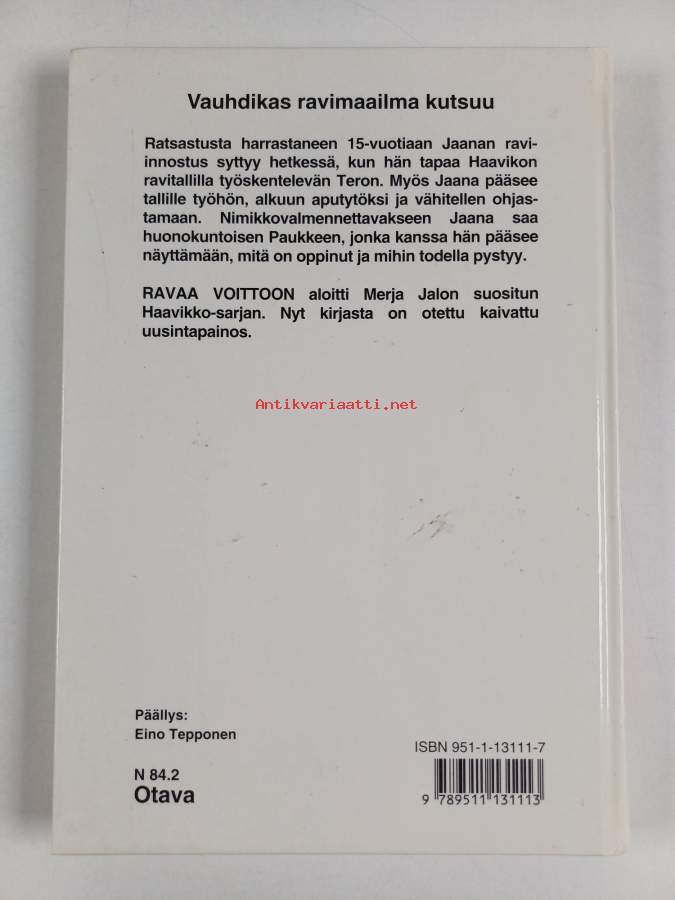 Vauhdikas ravimaailma kutsuu
Ratsastusta harrastaneen 15-vuotiaan Jaanan ravi-
innostus syttyy hetkessä, kun hän tapaa Haavikon
ravitallilla työskentelevän Teron. Myös Jaana pääsee
tallille työhön, alkuun aputytöksi ja vähitellen ohjas-
tamaan. Nimikkovalmennettavakseen Jaana saa
huonokuntoisen Paukkeen, jonka kanssa hän pääsee
näyttämään, mitä on oppinut ja mihin todella pystyy.
RAVAA VOITTOON aloitti Merja Jalon suositun
Haavikko-sarjan. Nyt kirjasta on otettu kaivattu
uusintapainos.
Antikvariaatti.net
Päällys:
Eino Tepponen
N 84.2
Otava
ISBN 951-1-13111-7
9 789511 131113